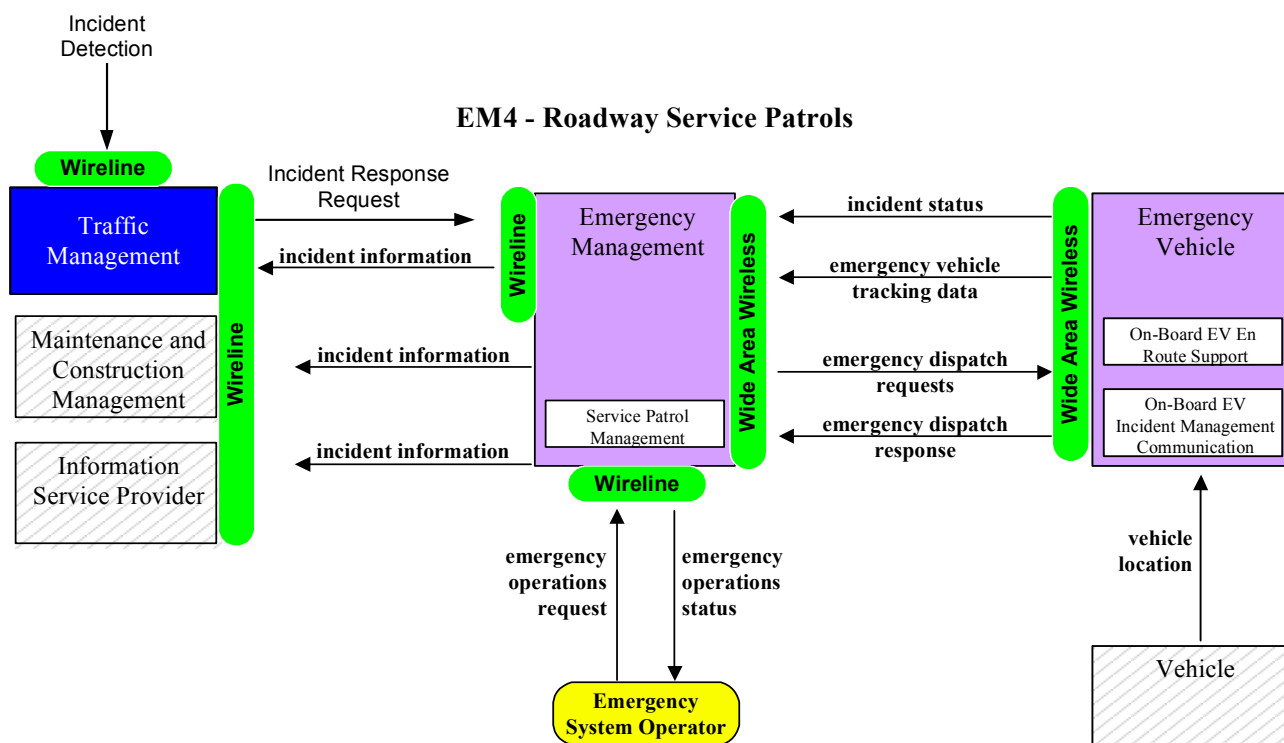 Incident
Detection
EM4 - Roadway Service Patrols
Wireline
Traffic
Management
Maintenance and
Construction
Management
Information
Service Provider
Wireline
Incident Response
Request
incident information
incident information
incident information
Wireline
Emergency
Management
Service Patrol
Management
Wide Area Wireless
Wireline
incident status
emergency vehicle
tracking data
emergency dispatch
requests
emergency dispatch
response
Wide Area Wireless
Emergency
Vehicle
On-Board EV En
Route Support
On-Board EV
Incident Management
Communication
emergency
operations
request
emergency
operations
status
Emergency
System Operator
vehicle
location
Vehicle